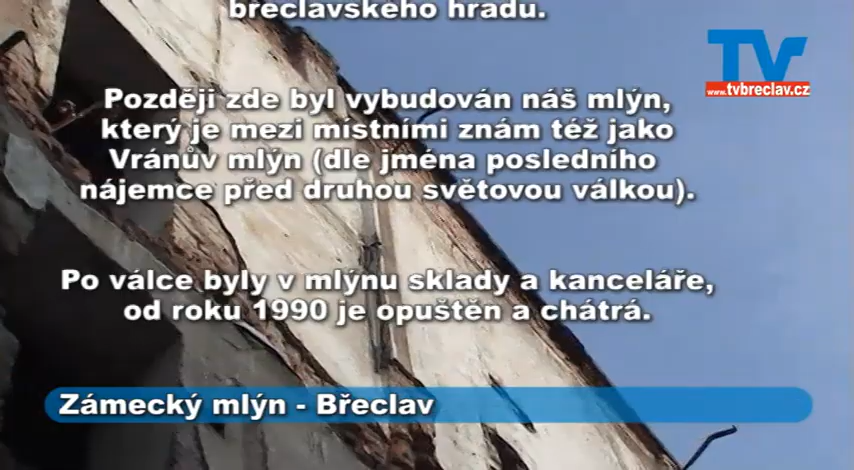 břeclavského hradu.
TV
www.tvbreclav.cz
Později zde byl vybudován náš mlýn,
který je mezi místními znám též jako
Vránův mlýn (dle jména posledního
nájemce před druhou světovou válkou).
Po válce byly v mlýnu sklady a kanceláře,
od roku 1990 je opuštěn a chátrá.
Zámecký mlýn - Břeclav